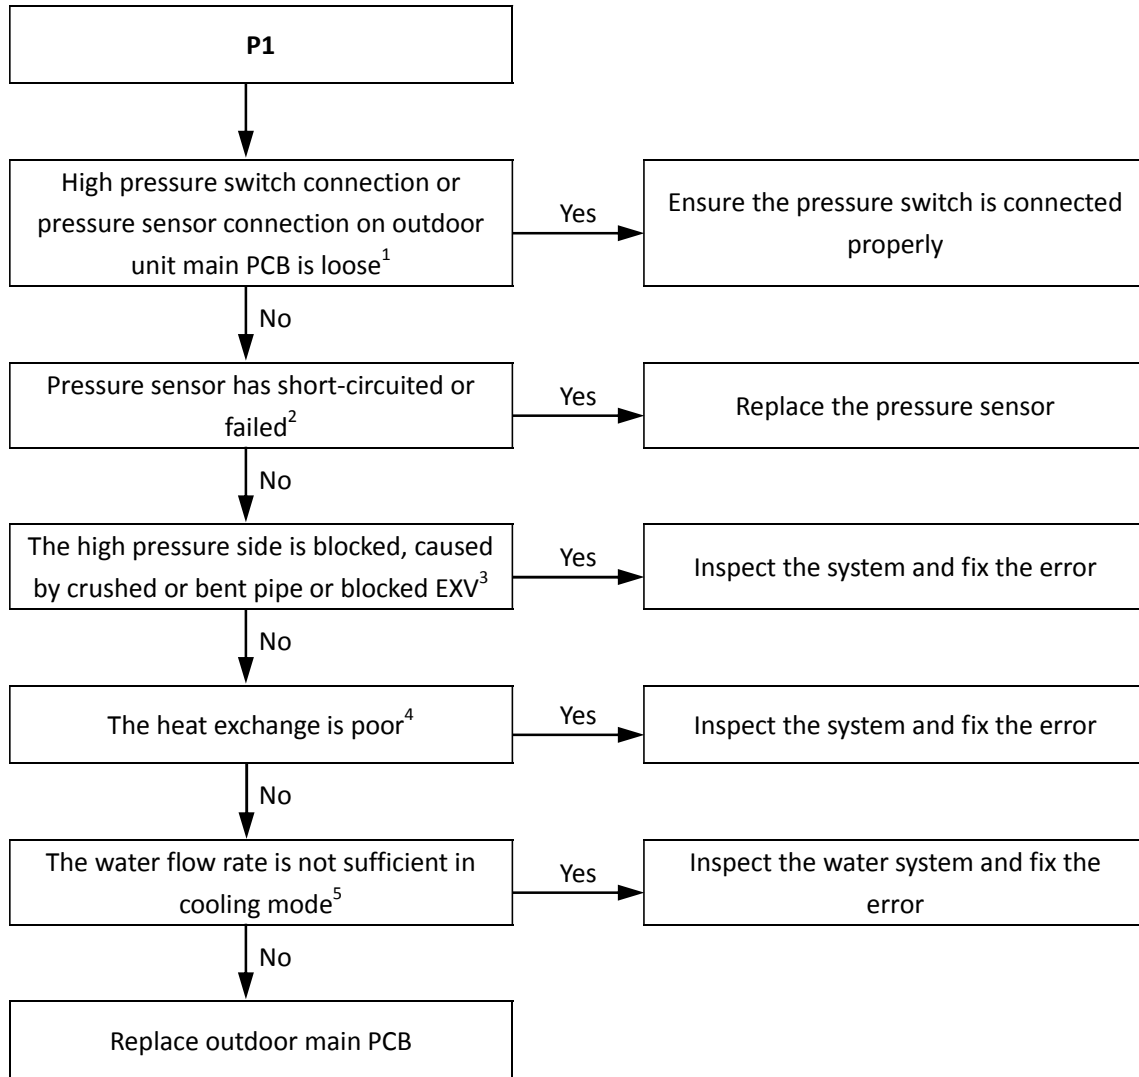 P1
High pressure switch connection or
pressure sensor connection on outdoor
unit main PCB is loose1
Yes
Ensure the pressure switch is connected
properly
No
Pressure sensor has short-circuited or
failed2
Yes
Replace the pressure sensor
No
The high pressure side is blocked, caused
by crushed or bent pipe or blocked EXV3
Yes
Inspect the system and fix the error
No
The heat exchange is poor4
Yes
Inspect the system and fix the error
No
The water flow rate is not sufficient in
cooling mode5
Yes
Inspect the water system and fix the
error
No
Replace outdoor main PCB